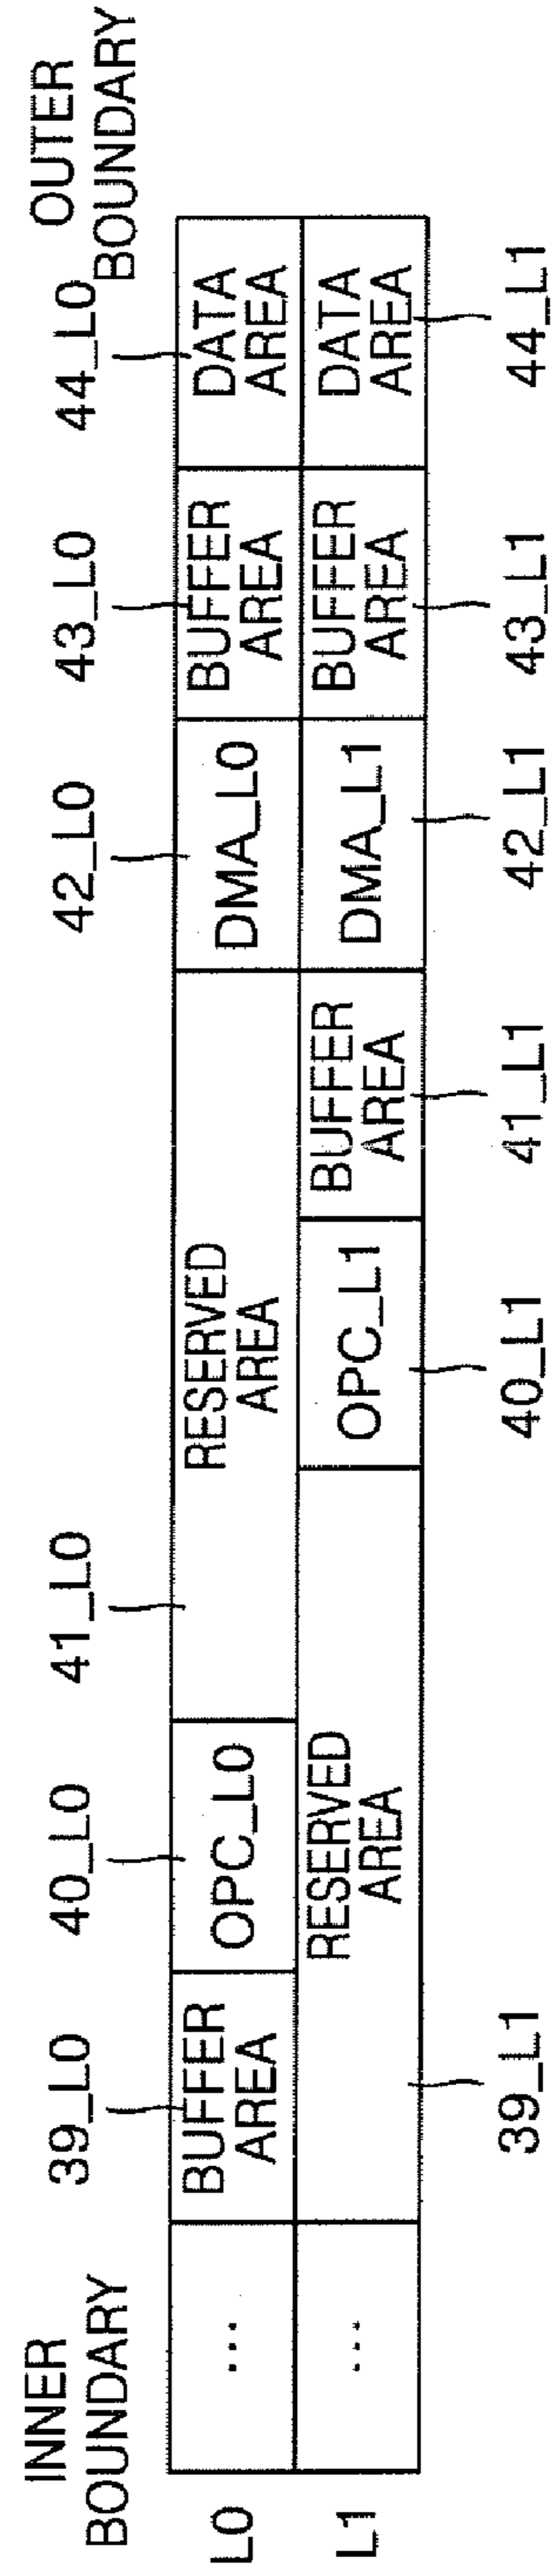 INNER
BOUNDARY
OUTER
BOUNDARY
39_L0
40_L0
41_L0
42_L0
43_L0
44_L0
L0
...
BUFFER
AREA
OPC_L0
RESERVED
AREA
DMA_L0
BUFFER
AREA
DATA
AREA
L1
...
RESERVED
AREA
OPC_L1
BUFFER
AREA
DMA_L1
BUFFER
AREA
DATA
AREA
39_L1
40_L1
41_L1
42_L1
43_L1
44_L1